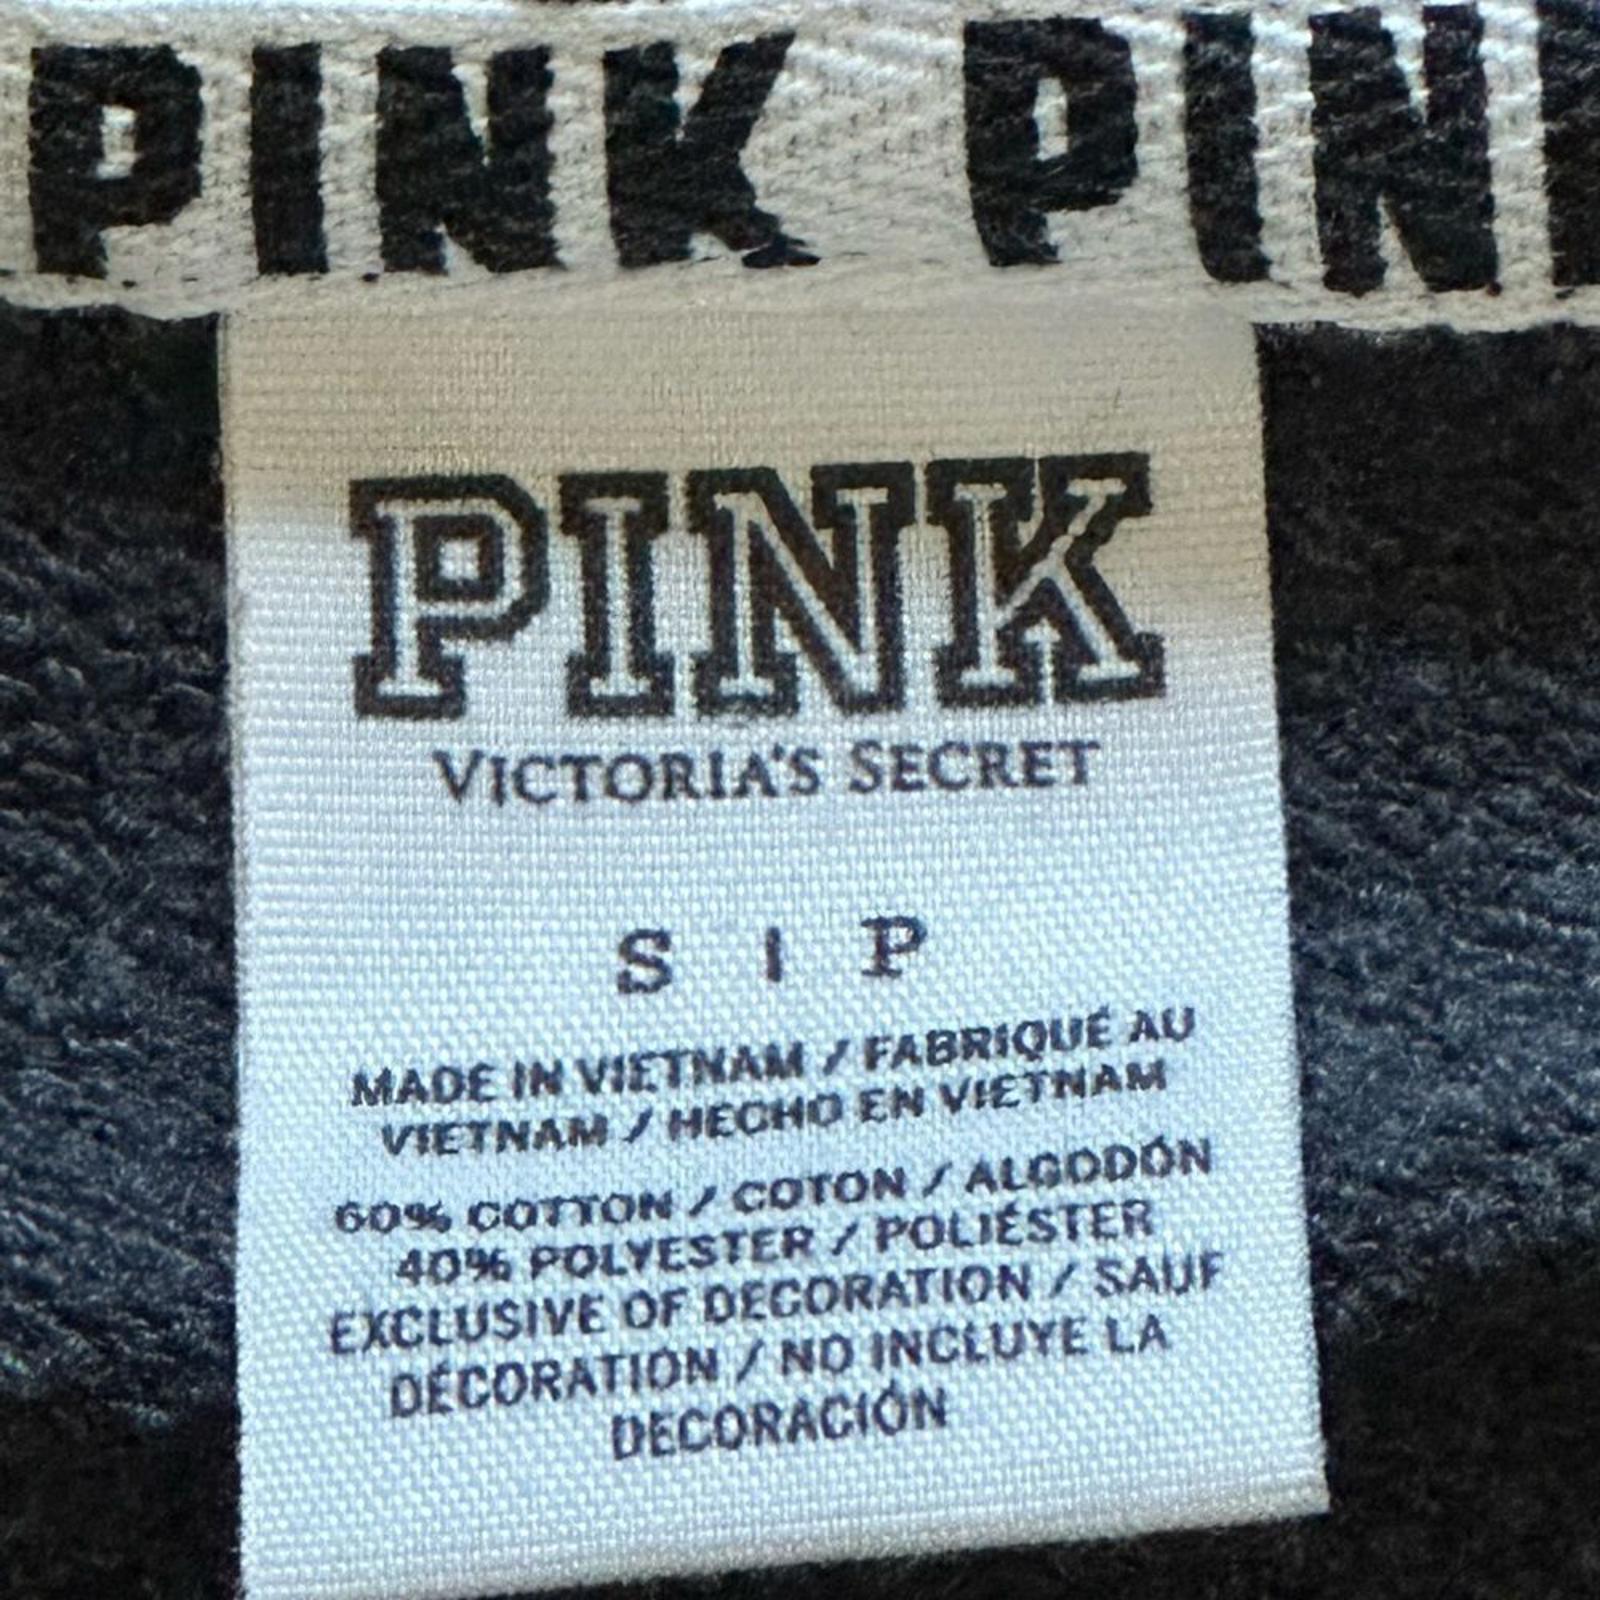 PINK PINK
PINK
VICTORIA'S SECRET
S I P
MADE IN VIETNAM / FABRIQUÉ AU
VIETNAM / HECHO EN VIETNAM
60% COTTON / COTON / ALGODÓN
40% POLYESTER / POLIÉSTER
EXCLUSIVE OF DECORATION / SAUF
DÉCORATION / NO INCLUYE LA
DECORACIÓN